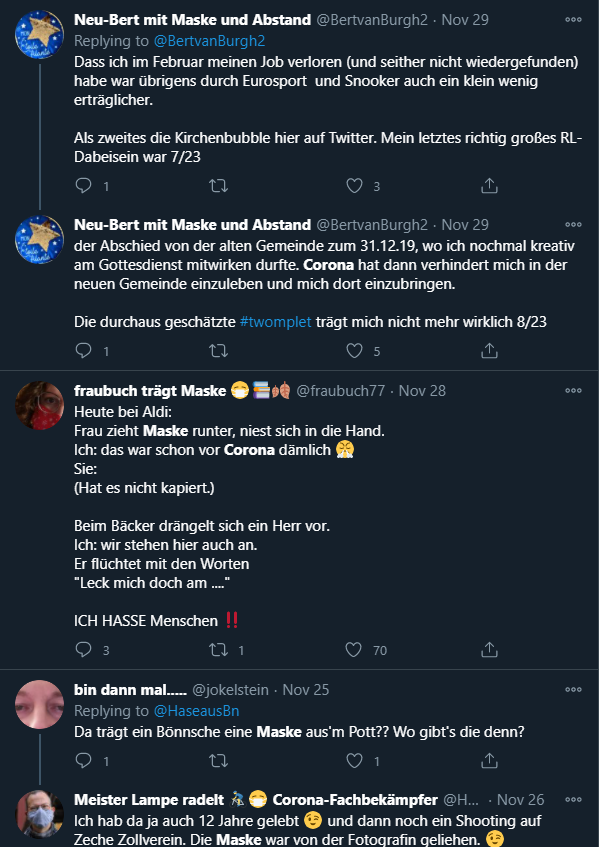 Neu-Bert mit Maske und Abstand @BertvanBurgh2 · Nov 29
Replying to @BertvanBurgh2
Dass ich im Februar meinen Job verloren (und seither nicht wiedergefunden)
habe war übrigens durch Eurosport  und Snooker auch ein klein wenig
erträglicher.
Als zweites die Kirchenbubble hier auf Twitter. Mein letztes richtig großes RL-
Dabeisein war 7/23
1 3
Neu-Bert mit Maske und Abstand @BertvanBurgh2 · Nov 29
der Abschied von der alten Gemeinde zum 31.12.19, wo ich nochmal kreativ
am Gottesdienst mitwirken durfte. Corona hat dann verhindert mich in der
neuen Gemeinde einzuleben und mich dort einzubringen.
Die durchaus geschätzte #twomplet trägt mich nicht mehr wirklich 8/23
1 5
fraubuch trägt Maske 😷📚🫁 @fraubuch77 · Nov 28
Heute bei Aldi:
Frau zieht Maske runter, niest sich in die Hand.
Ich: das war schon vor Corona dämlich 😤
Sie:
(Hat es nicht kapiert.)
Beim Bäcker drängelt sich ein Herr vor.
Ich: wir stehen hier auch an.
Er flüchtet mit den Worten
"Leck mich doch am ...."
ICH HASSE Menschen ‼️
3 1 70
bin dann mal..... @jokelstein · Nov 25
Replying to @HaseausBn
Da trägt ein Bönnsche eine Maske aus'm Pott?? Wo gibt's die denn?
1 1
Meister Lampe radelt 🚴😷 Corona-Fachbekämpfer @H... · Nov 26
Ich hab da ja auch 12 Jahre gelebt 😉 und dann noch ein Shooting auf
Zeche Zollverein. Die Maske war von der Fotografin geliehen. 😉